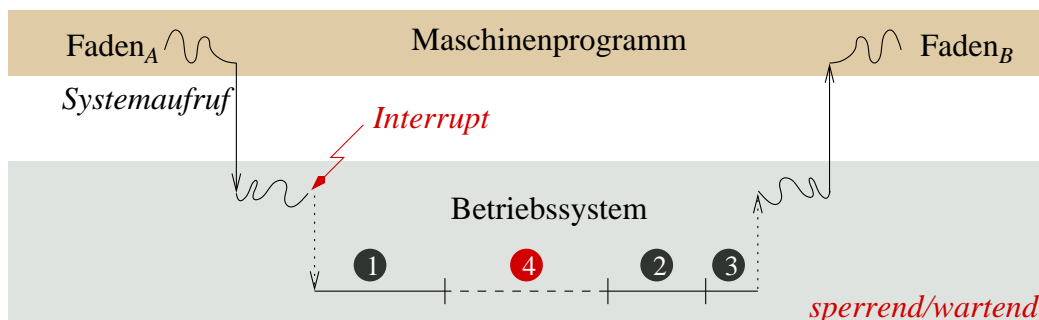 Faden_A Maschinenprogramm Faden_B
Systemaufruf
Interrupt
Betriebssystem
1 4 2 3
sperrend/wartend